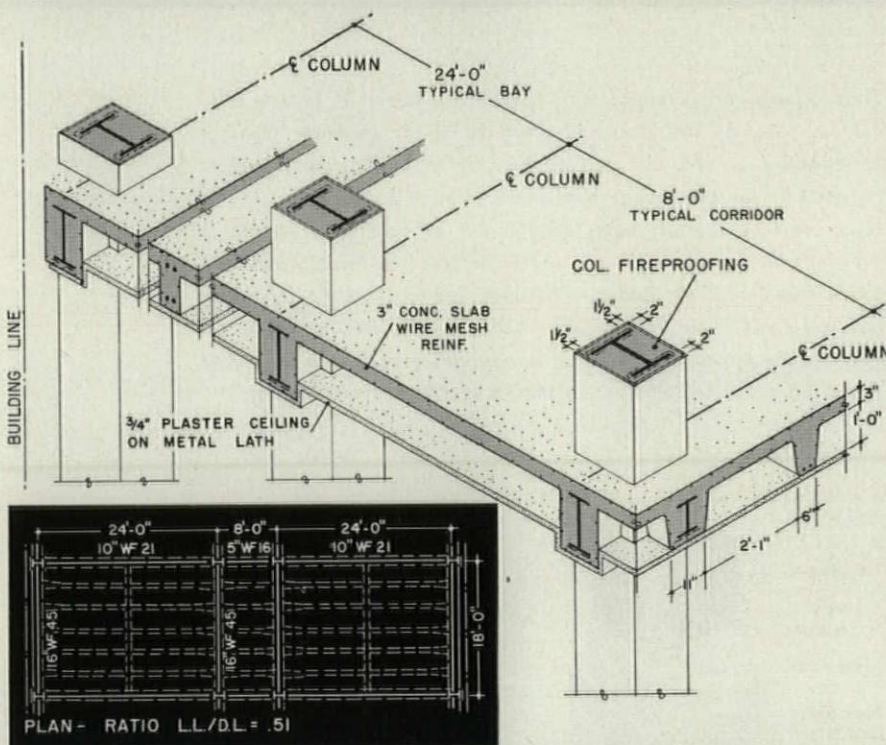 ℄ COLUMN
24'-0"
TYPICAL BAY
℄ COLUMN
8'-0"
TYPICAL CORRIDOR
COL. FIREPROOFING
1½"
2"
1½"
2"
3" CONC. SLAB
WIRE MESH
REINF.
℄ COLUMN
BUILDING LINE
3"
1'-0"
¾" PLASTER CEILING
ON METAL LATH
6"
2'-1"
11"
24'-0"
8'-0"
24'-0"
10" WF 21
5" WF 16
10" WF 21
16" WF 45
16" WF 45
18'-0"
PLAN - RATIO L.L./D.L. = .51